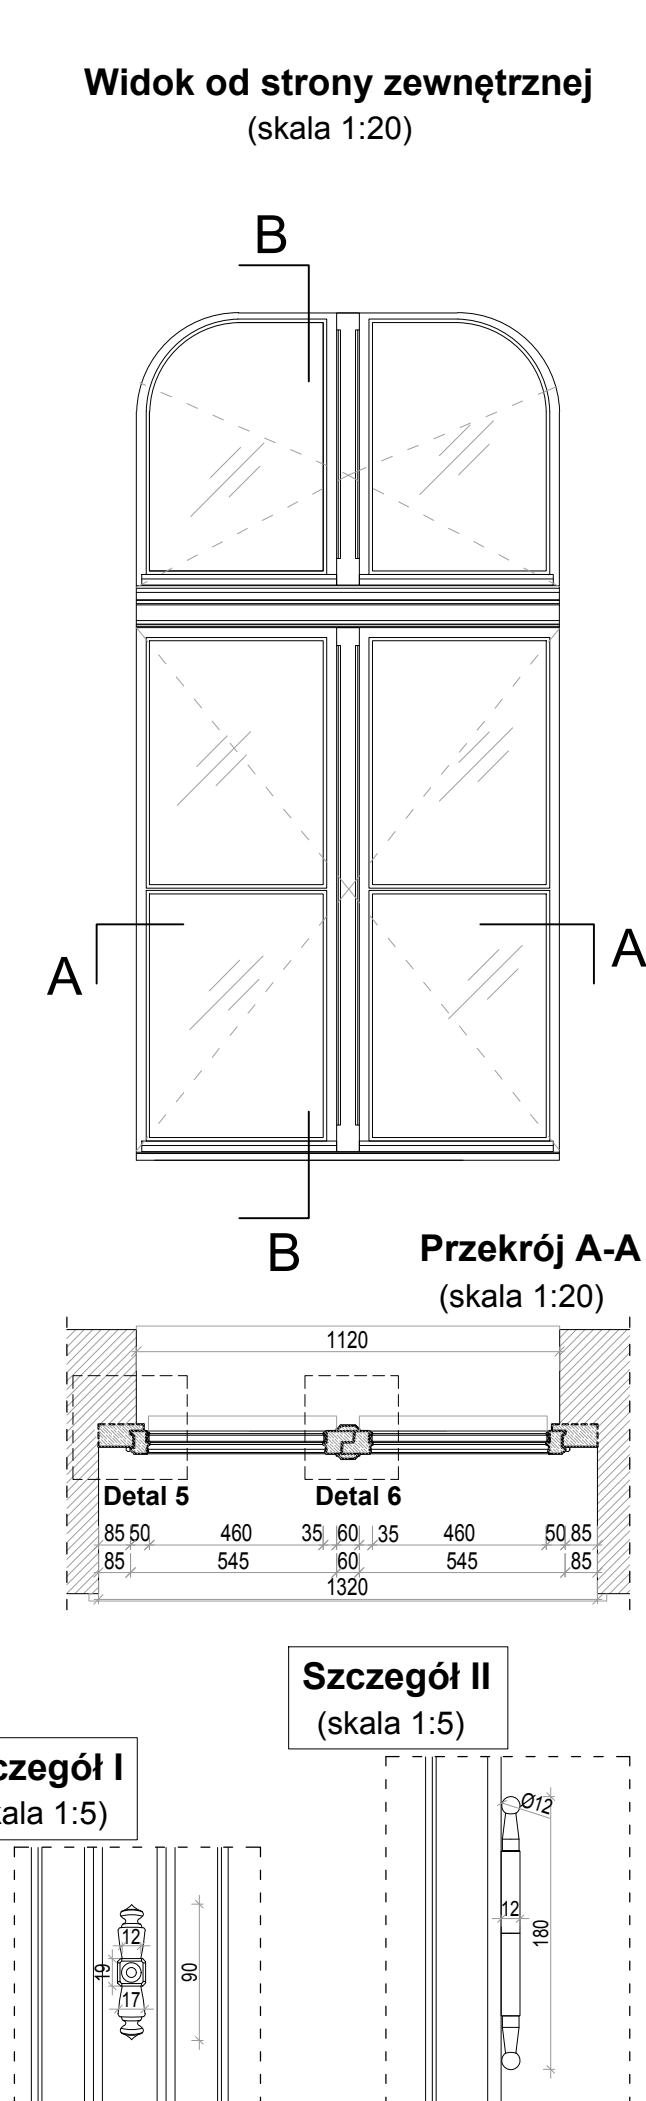 Widok od strony zewnętrznej
(skala 1:20)
B
A
A
B
Przekrój A-A
(skala 1:20)
1120
Detal 5
Detal 6
85 50 460 35 60 35 460 50 85
85 545 60 545 85
1320
Szczegół II
(skala 1:5)
czegół I
ala 1:5)
Ø12
12
180
12
19
17
90